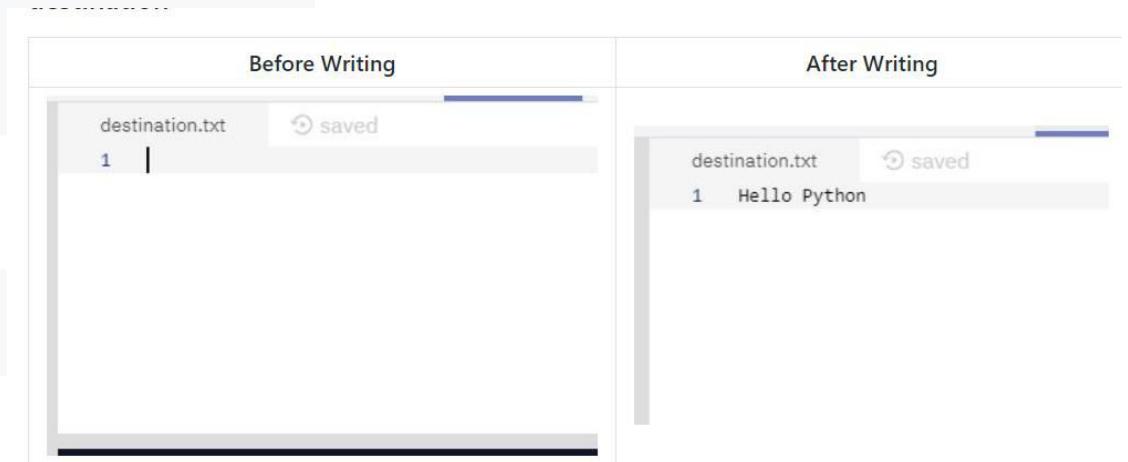 Before Writing
After Writing
destination.txt saved
1
destination.txt saved
1 Hello Python